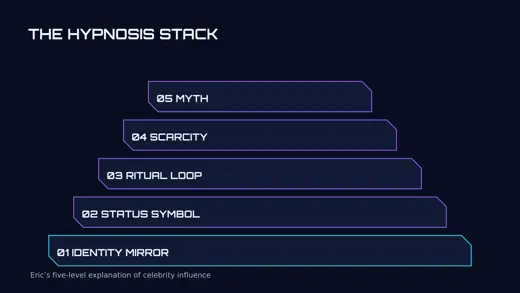 THE HYPNOSIS STACK
05 MYTH
04 SCARCITY
03 RITUAL LOOP
02 STATUS SYMBOL
01 IDENTITY MIRROR
Eric's five-level explanation of celebrity influence